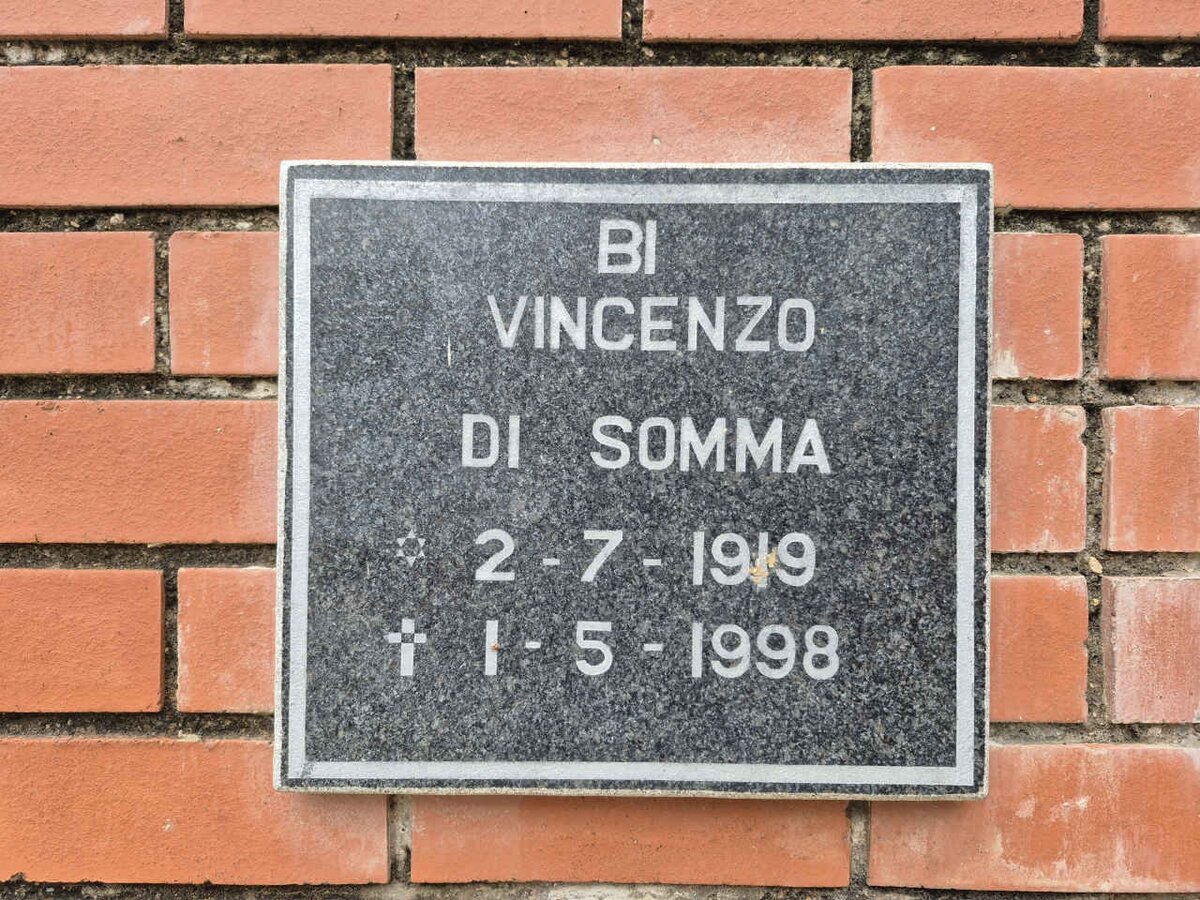 BI
VINCENZO
DI SOMMA
✡ 2-7-1919
✝ 1-5-1998